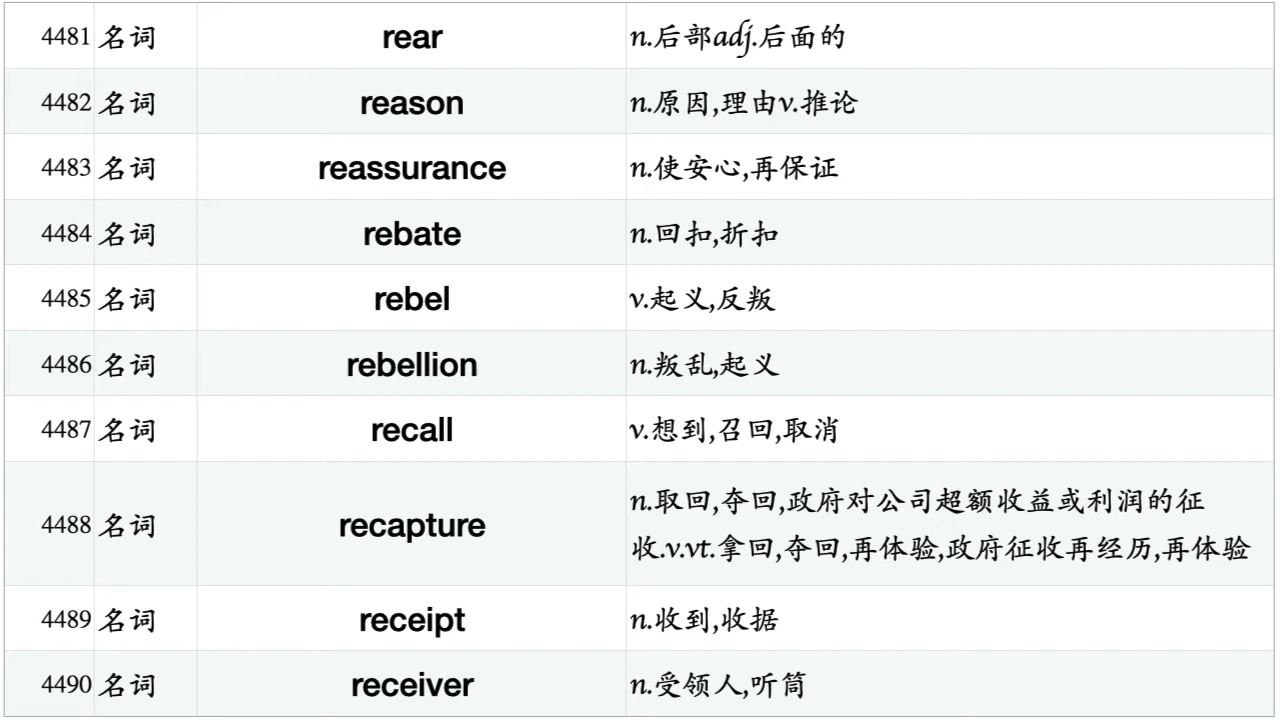 4481 名词 rear n.后部adj.后面的
4482 名词 reason n.原因,理由v.推论
4483 名词 reassurance n.使安心,再保证
4484 名词 rebate n.回扣,折扣
4485 名词 rebel v.起义,反叛
4486 名词 rebellion n.叛乱,起义
4487 名词 recall v.想到,召回,取消
4488 名词 recapture n.取回,夺回,政府对公司超额收益或利润的征
收.v.vt.拿回,夺回,再体验,政府征收再经历,再体验
4489 名词 receipt n.收到,收据
4490 名词 receiver n.受领人,听筒